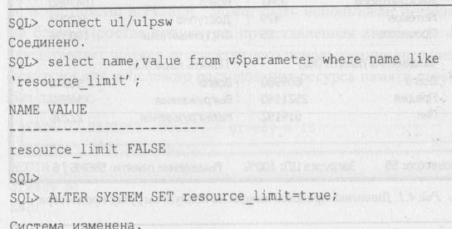 SQL> connect u1/u1psw
Соединено.
SQL> select name,value from v$parameter where name like
'resource_limit';
NAME VALUE
--------------------------
resource_limit FALSE
SQL>
SQL> ALTER SYSTEM SET resource_limit=true;
Система изменена.